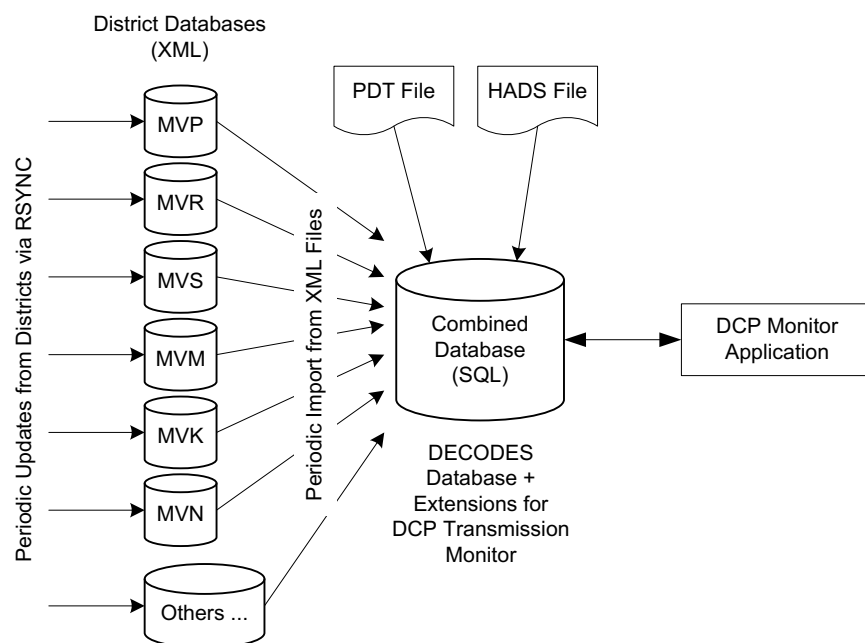 District Databases
(XML)
PDT File
HADS File
Periodic Updates from Districts via RSYNC
MVP
MVR
MVS
MVM
MVK
MVN
Others ...
Periodic Import from XML Files
Combined
Database
(SQL)
DCP Monitor
Application
DECODES
Database +
Extensions for
DCP Transmission
Monitor